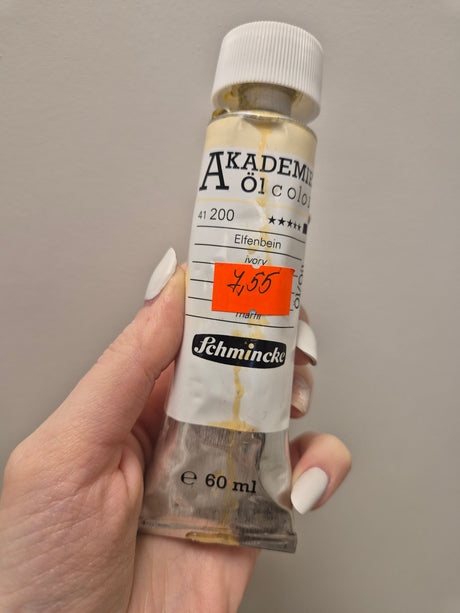 AKADEMIE
Öl color
41 200
★★★★★
Elfenbein
ivory
7,55
marfil
Schmincke
℮ 60 ml